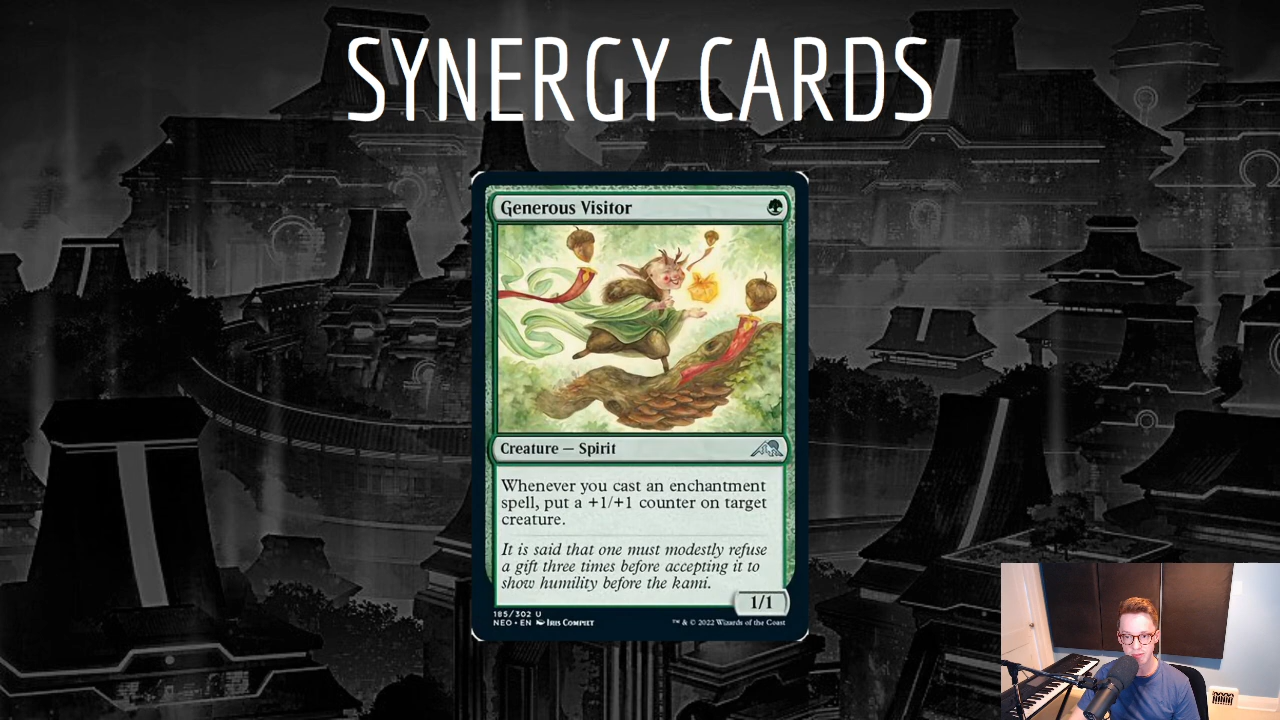 SYNERGY CARDS
Generous Visitor
Creature — Spirit
Whenever you cast an enchantment
spell, put a +1/+1 counter on target
creature.
It is said that one must modestly refuse
a gift three times before accepting it to
show humility before the kami.
1/1
185/302 U
NEO • EN Iris Compiet
™ & © 2022 Wizards of the Coast